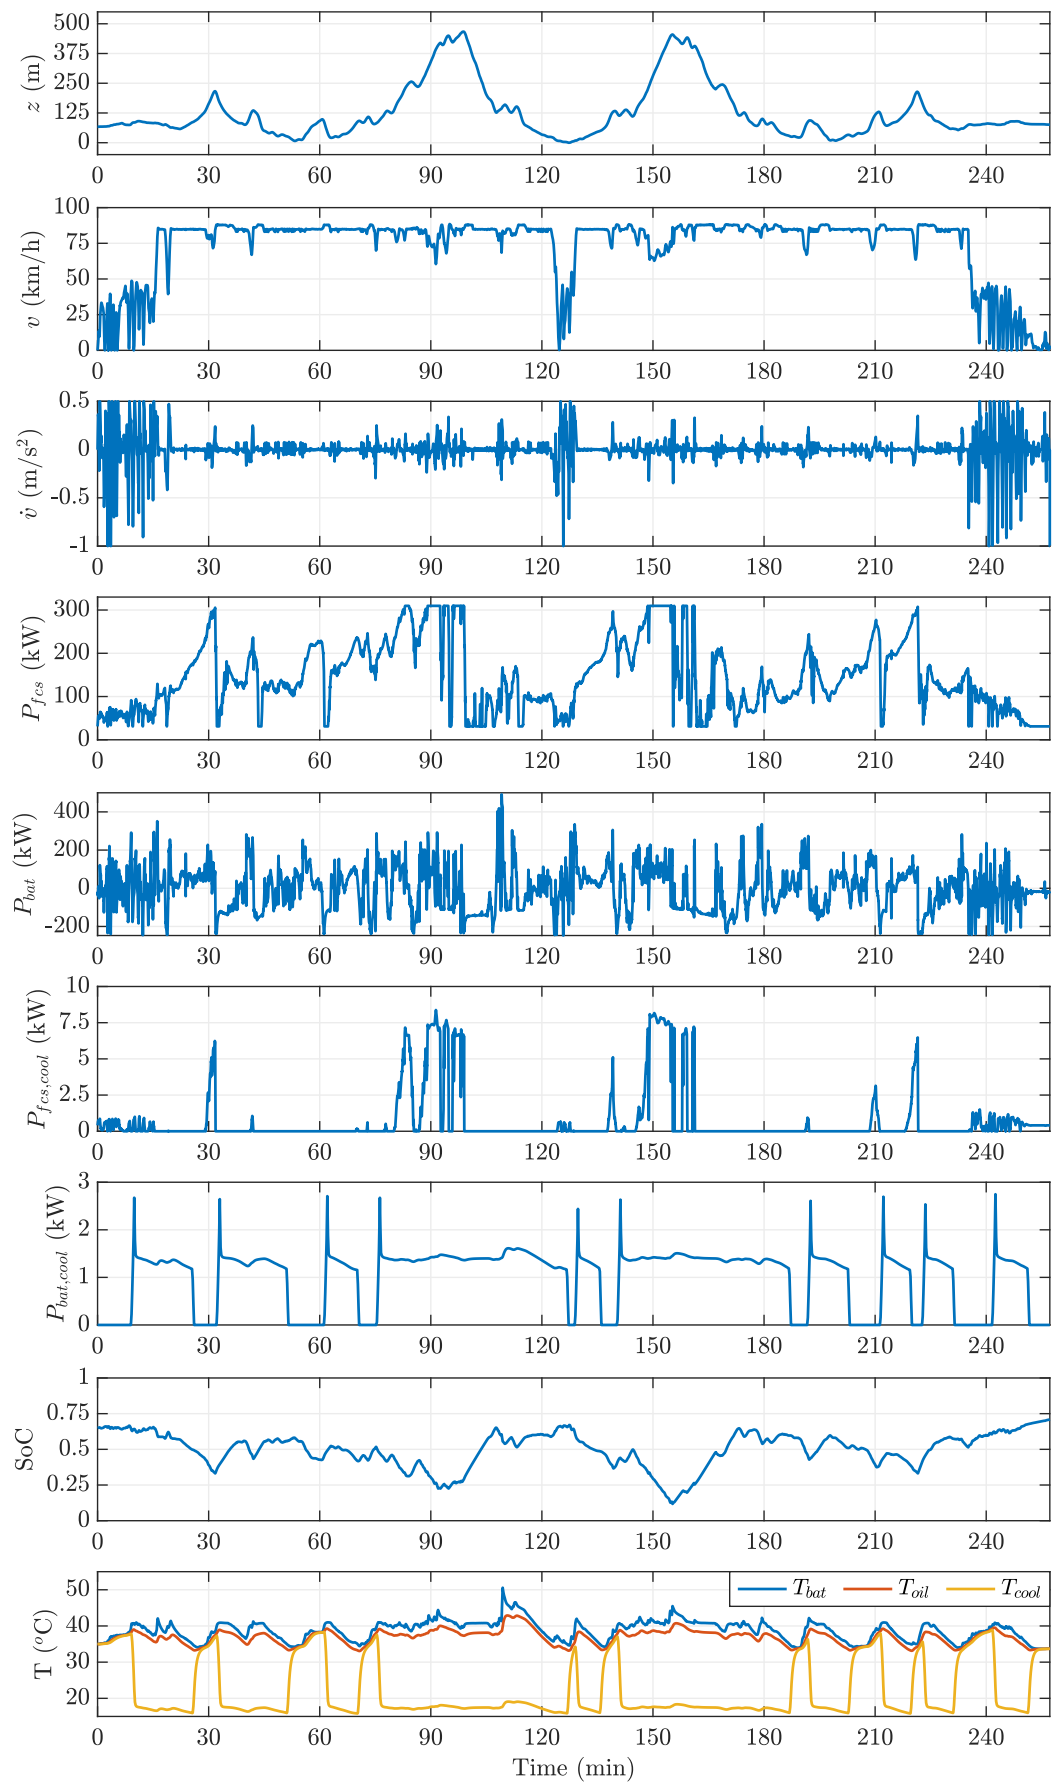 500
375
250
125
0
z (m)
0 30 60 90 120 150 180 210 240
100
75
50
25
0
v (km/h)
0 30 60 90 120 150 180 210 240
0.5
0
-0.5
-1
v̇ (m/s²)
0 30 60 90 120 150 180 210 240
300
200
100
0
P_fcs (kW)
0 30 60 90 120 150 180 210 240
400
200
0
-200
P_bat (kW)
0 30 60 90 120 150 180 210 240
10
7.5
5
2.5
0
P_fcs,cool (kW)
0 30 60 90 120 150 180 210 240
3
2
1
0
P_bat,cool (kW)
0 30 60 90 120 150 180 210 240
1
0.75
0.5
0.25
0
SoC
0 30 60 90 120 150 180 210 240
T_bat T_oil T_cool
50
40
30
20
T (°C)
0 30 60 90 120 150 180 210 240
Time (min)